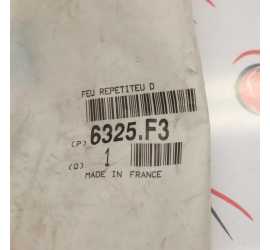 FEU REPETITEU D
(P) 6325.F3
(Q) 1
MADE IN FRANCE